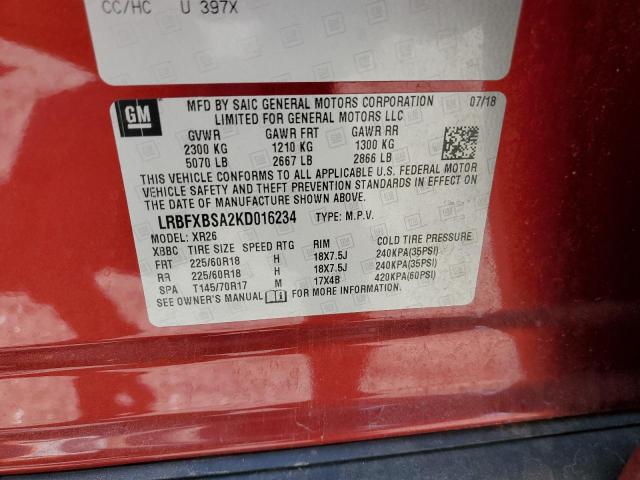 CC/HC U 397X
GM
MFD BY SAIC GENERAL MOTORS CORPORATION 07/18
LIMITED FOR GENERAL MOTORS LLC
GVWR GAWR FRT GAWR RR
2300 KG 1210 KG 1300 KG
5070 LB 2667 LB 2866 LB
THIS VEHICLE CONFORMS TO ALL APPLICABLE U.S. FEDERAL MOTOR
VEHICLE SAFETY AND THEFT PREVENTION STANDARDS IN EFFECT ON
THE DATE OF MANUFACTURE SHOWN ABOVE.
LRBFXBSA2KD016234 TYPE: M.P.V.
MODEL: XR26
XBBC TIRE SIZE SPEED RTG RIM COLD TIRE PRESSURE
FRT 225/60R18 H 18X7.5J 240KPA(35PSI)
RR 225/60R18 H 18X7.5J 240KPA(35PSI)
SPA T145/70R17 M 17X4B 420KPA(60PSI)
SEE OWNER'S MANUAL FOR MORE INFORMATION